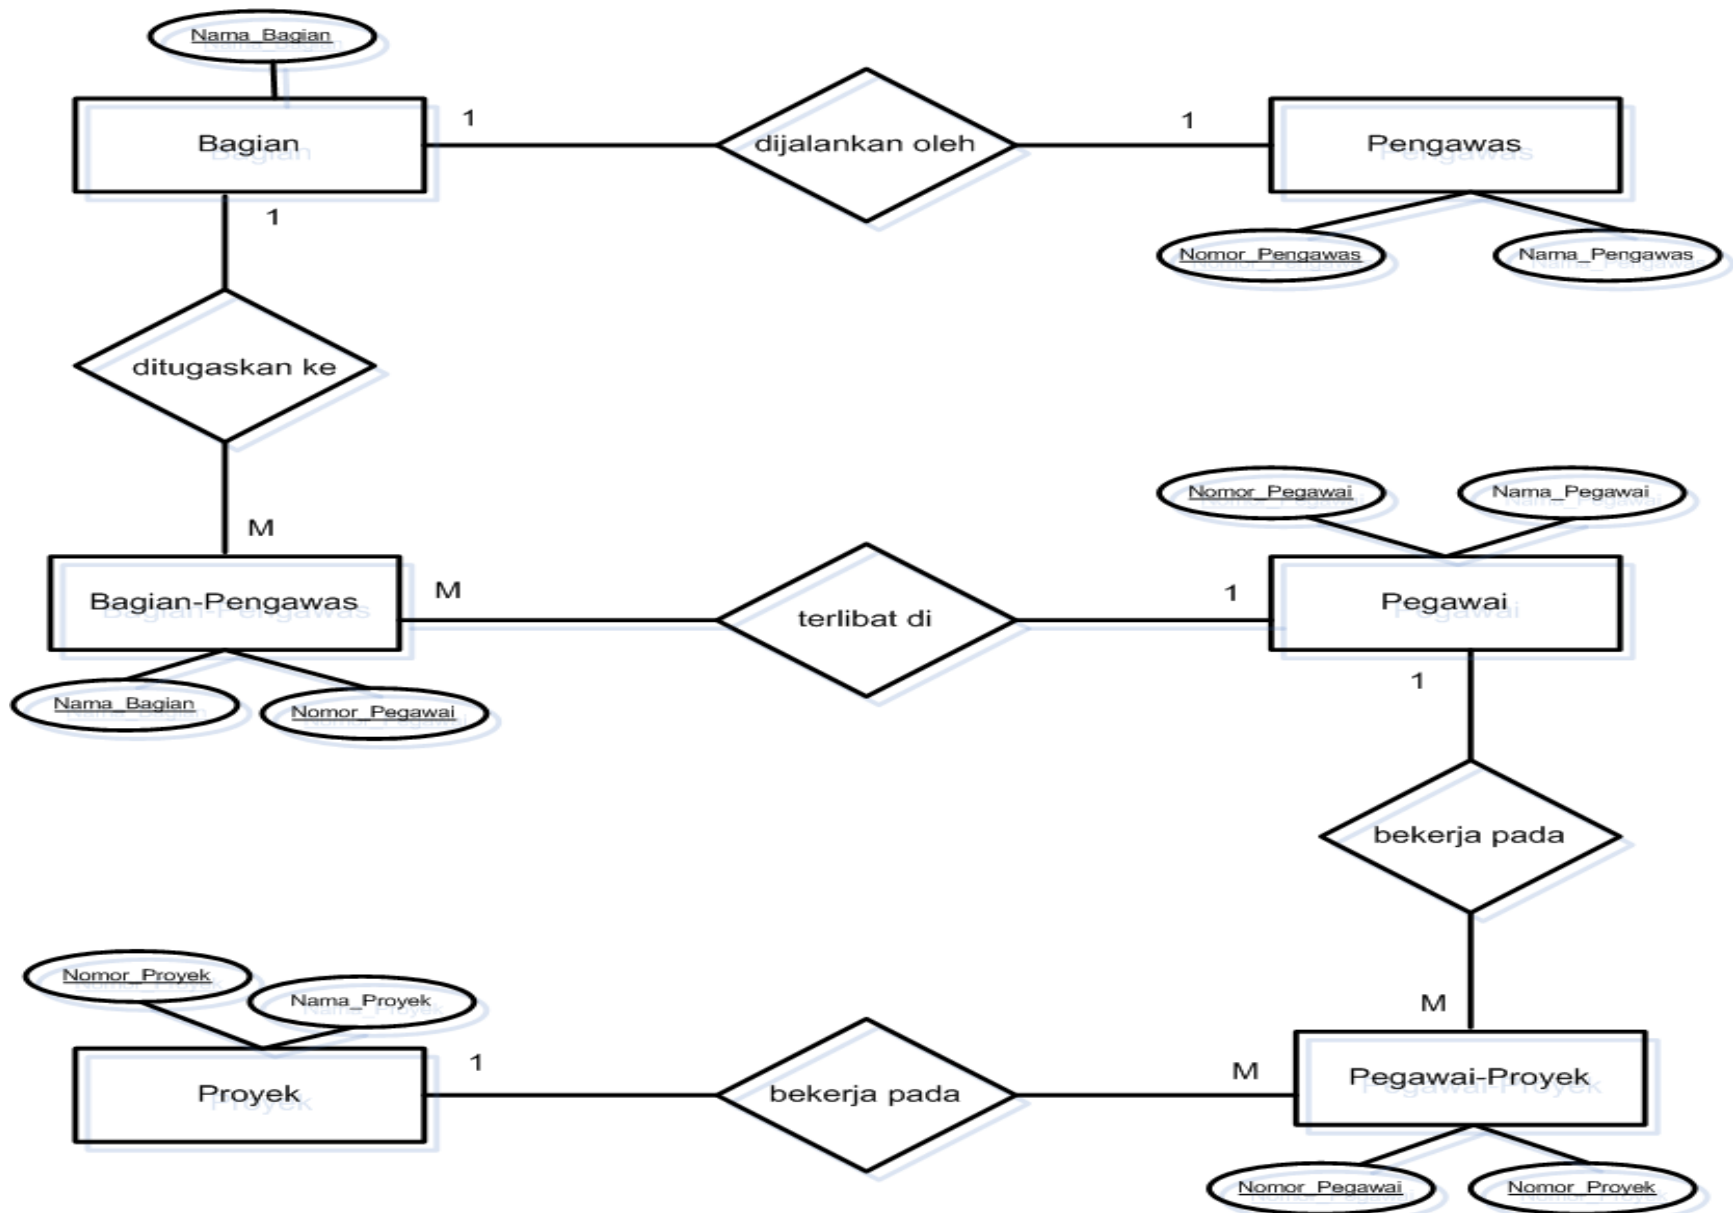 Nama_Bagian
Bagian
1
dijalankan oleh
1
Pengawas
Nomor_Pengawas
Nama_Pengawas
1
ditugaskan ke
M
Bagian-Pengawas
Nama_Bagian
Nomor_Pegawai
M
terlibat di
1
Nomor_Pegawai
Nama_Pegawai
Pegawai
1
bekerja pada
M
Nomor_Proyek
Nama_Proyek
Proyek
1
bekerja pada
M
Pegawai-Proyek
Nomor_Pegawai
Nomor_Proyek